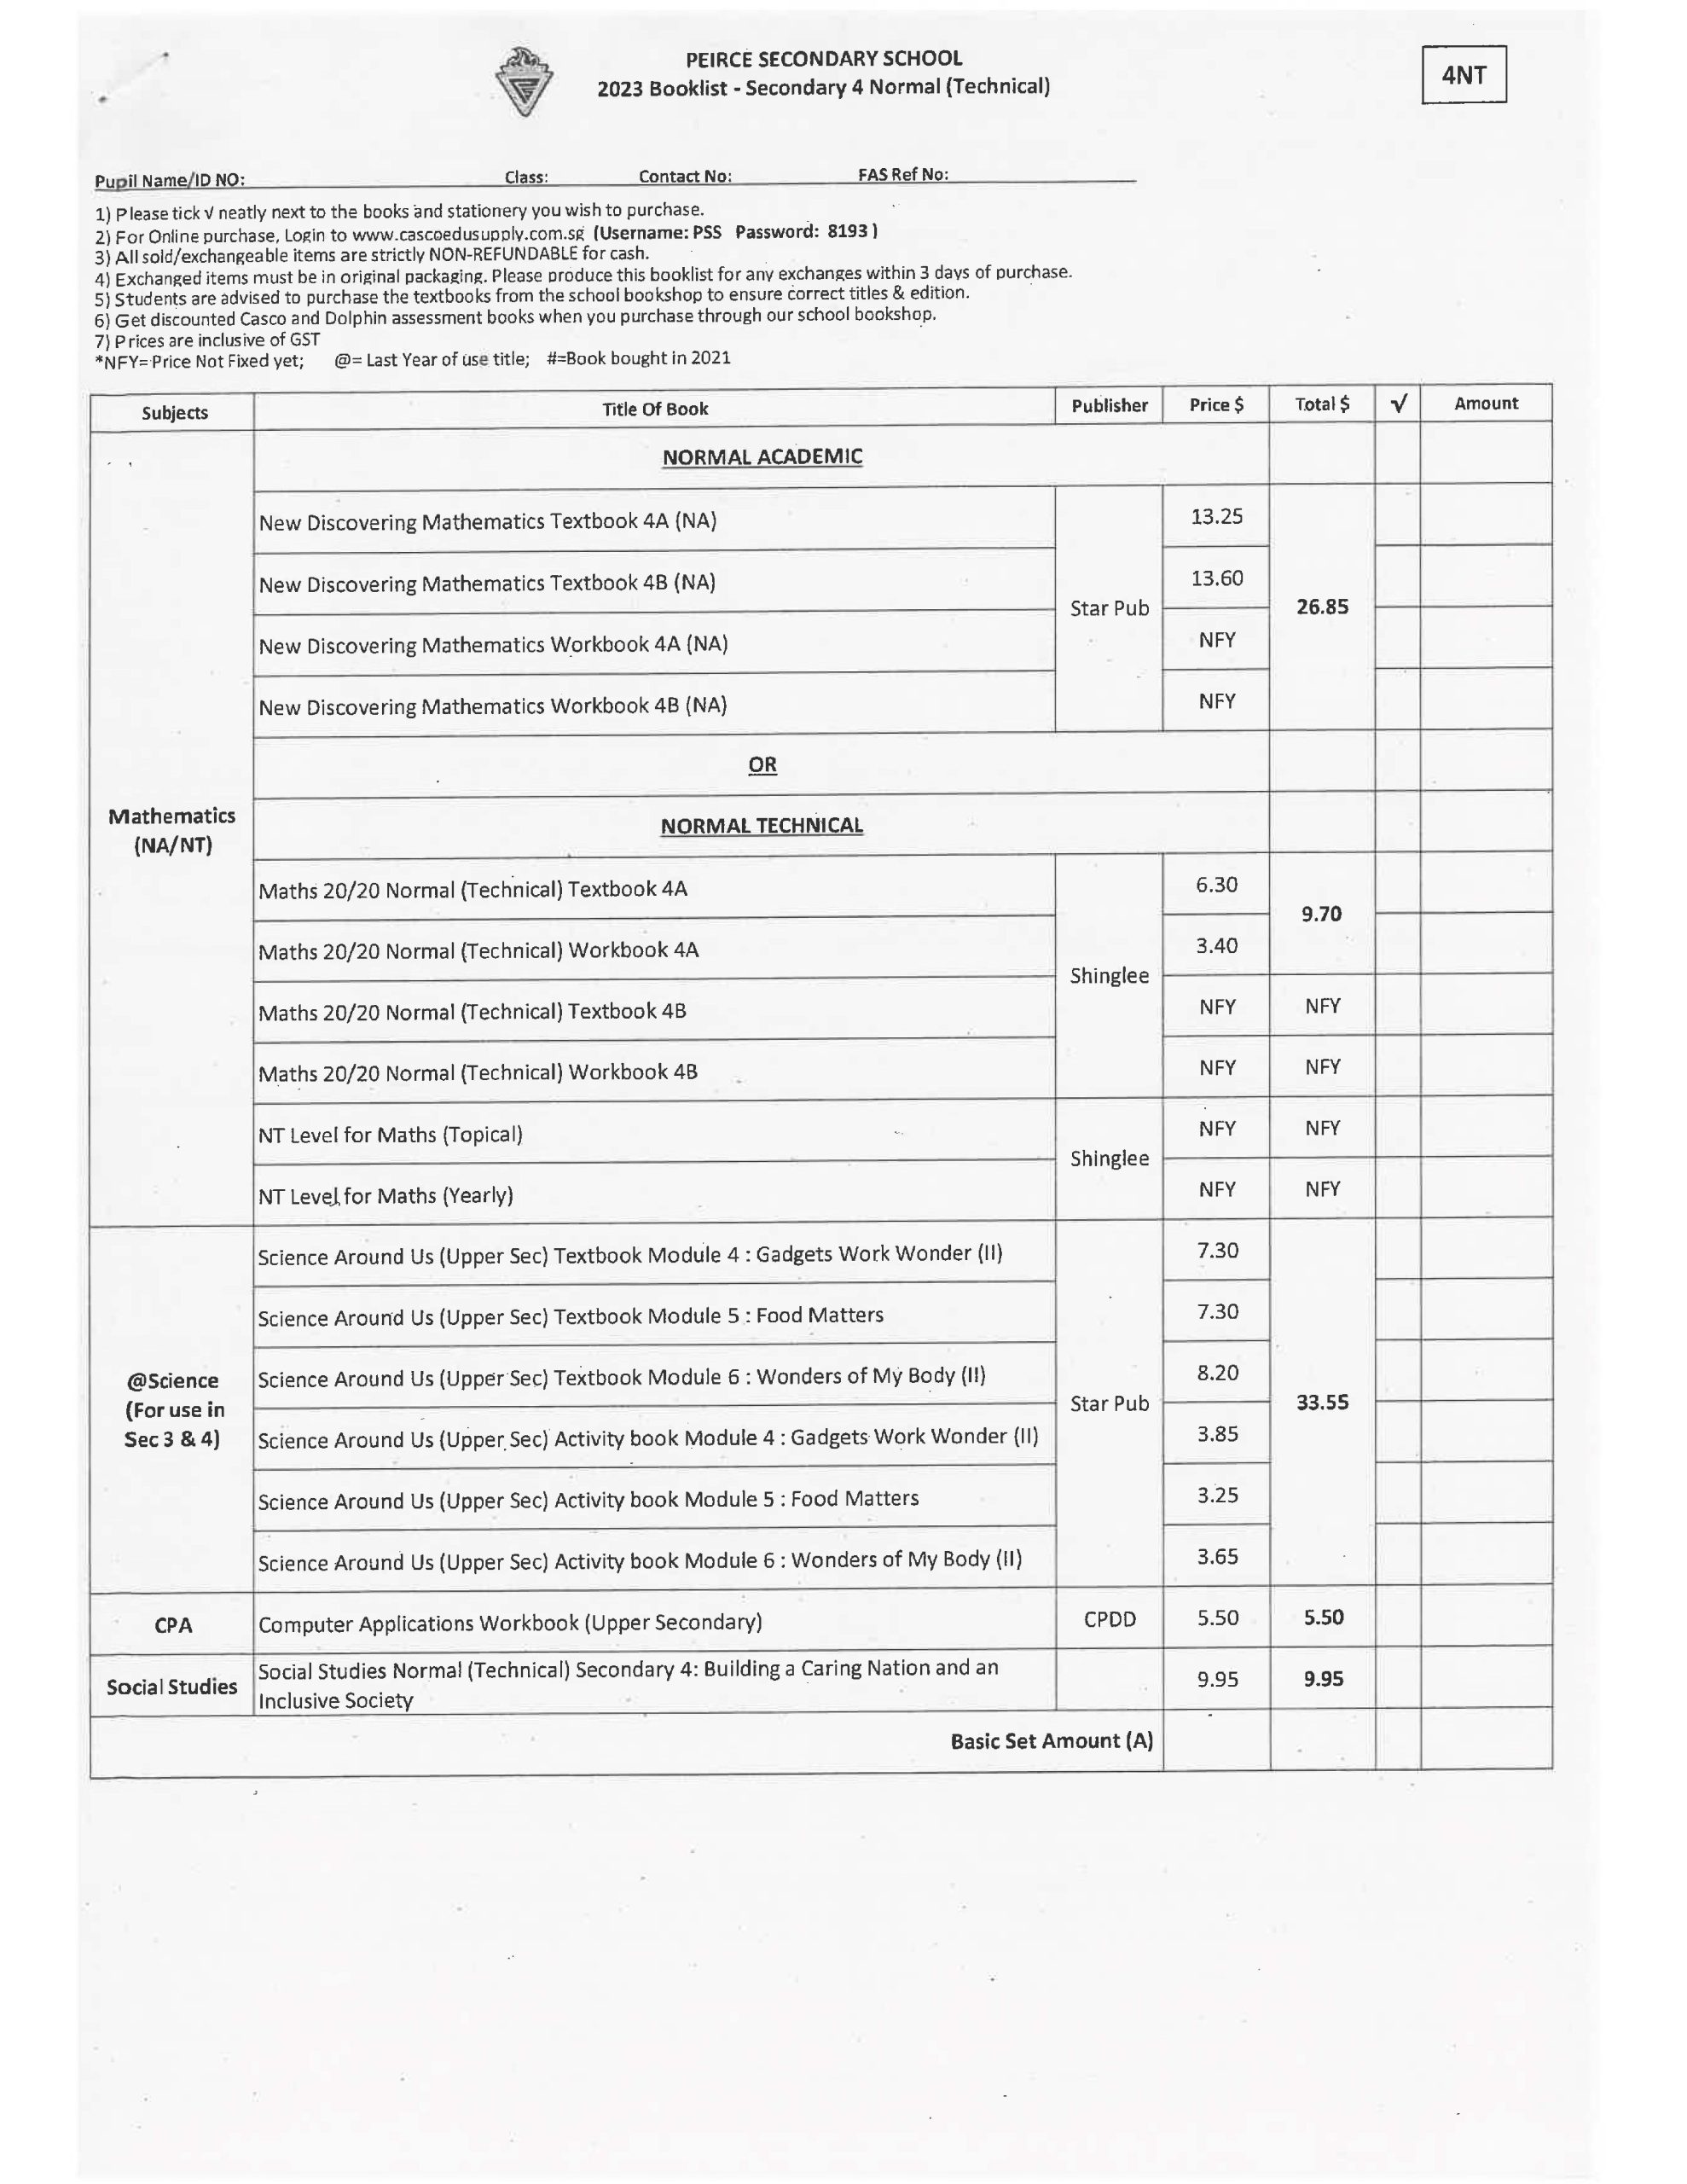 PEIRCE SECONDARY SCHOOL
2023 Booklist - Secondary 4 Normal (Technical)
4NT
Pupil Name/ID NO: Class: Contact No: FAS Ref No:
1) Please tick √ neatly next to the books and stationery you wish to purchase.
2) For Online purchase, Login to www.cascoedusupply.com.sg (Username: PSS Password: 8193 )
3) All sold/exchangeable items are strictly NON-REFUNDABLE for cash.
4) Exchanged items must be in original packaging. Please produce this booklist for any exchanges within 3 days of purchase.
5) Students are advised to purchase the textbooks from the school bookshop to ensure correct titles & edition.
6) Get discounted Casco and Dolphin assessment books when you purchase through our school bookshop.
7) Prices are inclusive of GST
*NFY= Price Not Fixed yet; @= Last Year of use title; #=Book bought in 2021
Subjects Title Of Book Publisher Price $ Total $ √ Amount
NORMAL ACADEMIC
New Discovering Mathematics Textbook 4A (NA) 13.25
New Discovering Mathematics Textbook 4B (NA) 13.60
Star Pub 26.85
New Discovering Mathematics Workbook 4A (NA) NFY
New Discovering Mathematics Workbook 4B (NA) NFY
OR
Mathematics
(NA/NT)
NORMAL TECHNICAL
Maths 20/20 Normal (Technical) Textbook 4A 6.30
9.70
Maths 20/20 Normal (Technical) Workbook 4A 3.40
Shinglee
Maths 20/20 Normal (Technical) Textbook 4B NFY NFY
Maths 20/20 Normal (Technical) Workbook 4B NFY NFY
NT Level for Maths (Topical) NFY NFY
Shinglee
NT Level for Maths (Yearly) NFY NFY
Science Around Us (Upper Sec) Textbook Module 4 : Gadgets Work Wonder (II) 7.30
Science Around Us (Upper Sec) Textbook Module 5 : Food Matters 7.30
@Science
(For use in
Sec 3 & 4)
Science Around Us (Upper Sec) Textbook Module 6 : Wonders of My Body (II) 8.20
Star Pub 33.55
Science Around Us (Upper Sec) Activity book Module 4 : Gadgets Work Wonder (II) 3.85
Science Around Us (Upper Sec) Activity book Module 5 : Food Matters 3.25
Science Around Us (Upper Sec) Activity book Module 6 : Wonders of My Body (II) 3.65
CPA Computer Applications Workbook (Upper Secondary) CPDD 5.50 5.50
Social Studies Social Studies Normal (Technical) Secondary 4: Building a Caring Nation and an
Inclusive Society 9.95 9.95
Basic Set Amount (A)